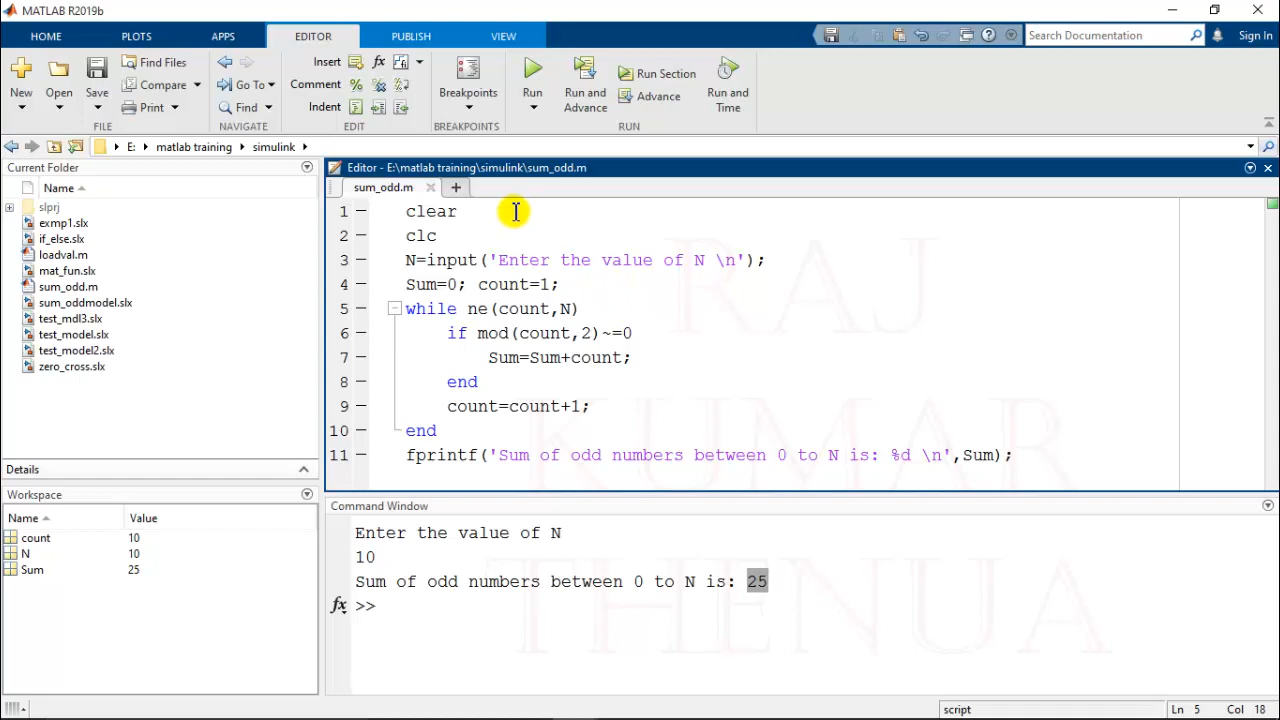 MATLAB R2019b
HOME PLOTS APPS EDITOR PUBLISH VIEW Search Documentation Sign In
New Open Save Find Files Compare Print Go To Find Insert Comment Indent fx Breakpoints Run Run and Advance Run Section Advance Run and Time
FILE NAVIGATE EDIT BREAKPOINTS RUN
E: matlab training simulink
Current Folder
Name
slprj
exmp1.slx
if_else.slx
loadval.m
mat_fun.slx
sum_odd.m
sum_oddmodel.slx
test_mdl3.slx
test_model.slx
test_model2.slx
zero_cross.slx
Details
Workspace
Name Value
count 10
N 10
Sum 25
Editor - E:\matlab training\simulink\sum_odd.m
sum_odd.m
1 clear
2 clc
3 N=input('Enter the value of N \n');
4 Sum=0; count=1;
5 while ne(count,N)
6 if mod(count,2)~=0
7 Sum=Sum+count;
8 end
9 count=count+1;
10 end
11 fprintf('Sum of odd numbers between 0 to N is: %d \n',Sum);
Command Window
Enter the value of N
10
Sum of odd numbers between 0 to N is: 25
fx >>
RAJ
KUMAR
THENUA
script Ln 5 Col 18